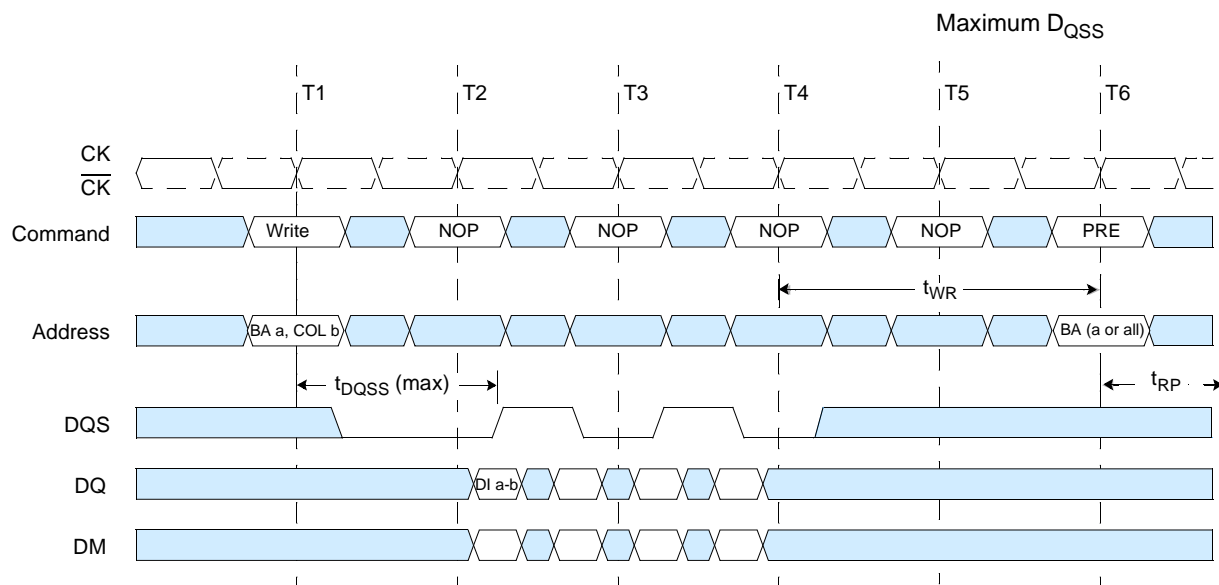 Maximum DQSS
T1 T2 T3 T4 T5 T6
CK
CK
Command Write NOP NOP NOP NOP PRE
tWR
Address BA a, COL b BA (a or all)
tDQSS (max) tRP
DQS
DQ DI a-b
DM